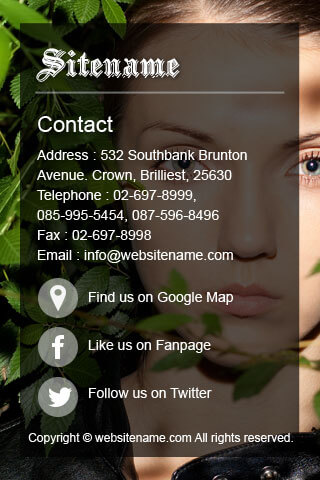 Sitename
Contact
Address : 532 Southbank Brunton
Avenue. Crown, Brilliest, 25630
Telephone : 02-697-8999,
085-995-5454, 087-596-8496
Fax : 02-697-8998
Email : info@websitename.com
Find us on Google Map
Like us on Fanpage
Follow us on Twitter
Copyright © websitename.com All rights reserved.